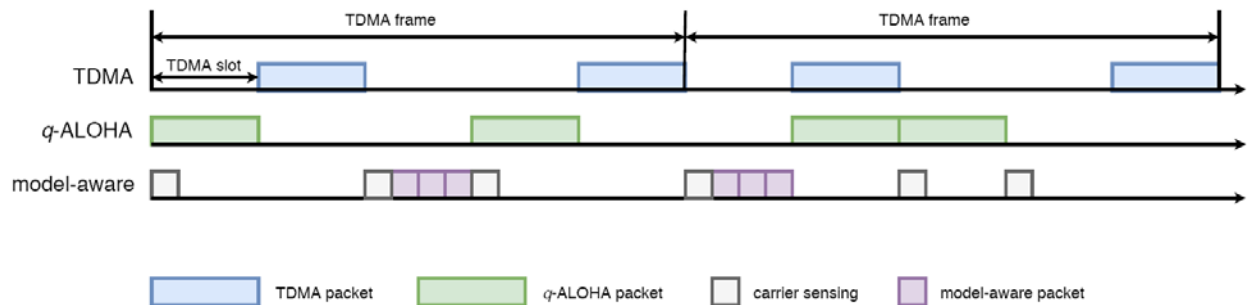 TDMA frame
TDMA frame
TDMA slot
TDMA
q-ALOHA
model-aware
TDMA packet
q-ALOHA packet
carrier sensing
model-aware packet